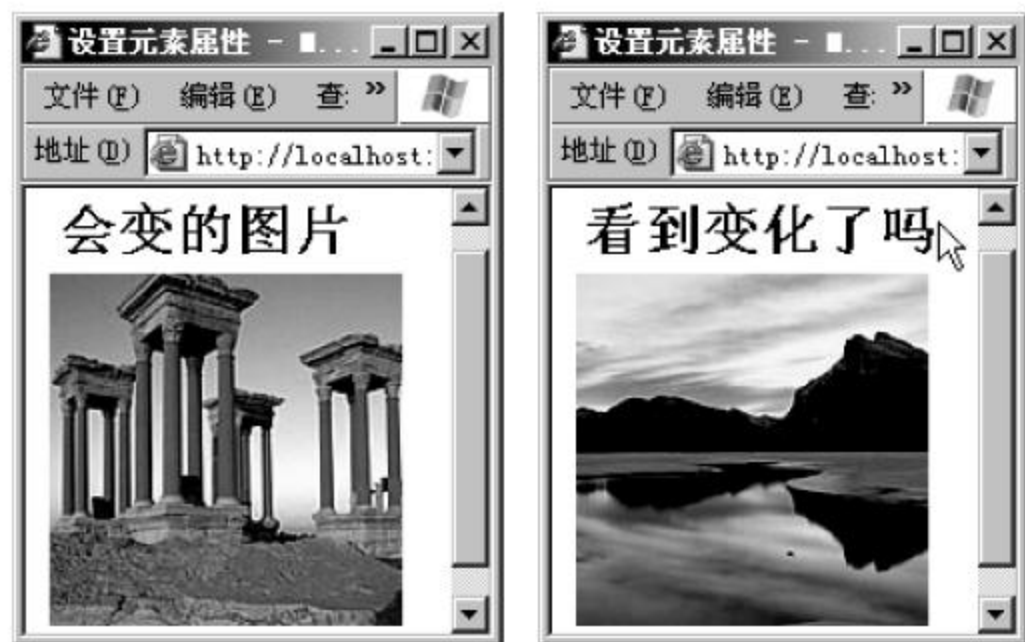 设置元素属性 - ■...
文件(F) 编辑(E) 查: »
地址(D) http://localhost:
会变的图片
设置元素属性 - ■...
文件(F) 编辑(E) 查: »
地址(D) http://localhost:
看到变化了吗